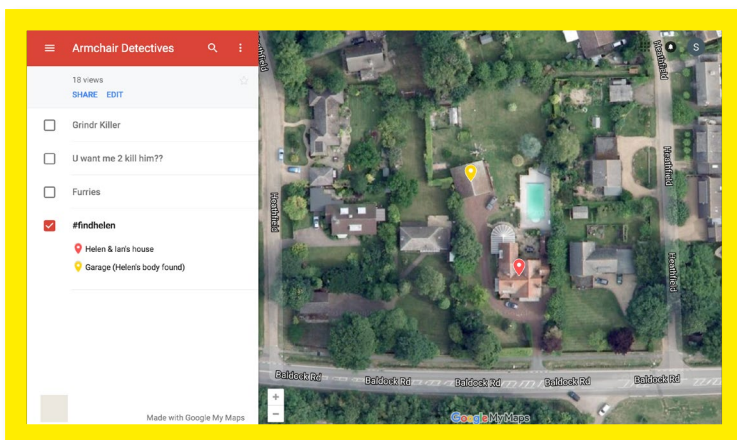 Armchair Detectives
18 views
SHARE EDIT
Grindr Killer
U want me 2 kill him??
Furries
#findhelen
Helen & Ian's house
Garage (Helen's body found)
Made with Google My Maps
Heathfield
Heathfield
S
Heathfield
Heathfield
Heathfield
Baldock Rd
Baldock Rd
Baldock Rd
Baldock Rd
Baldock Rd
+
−
Google My Maps